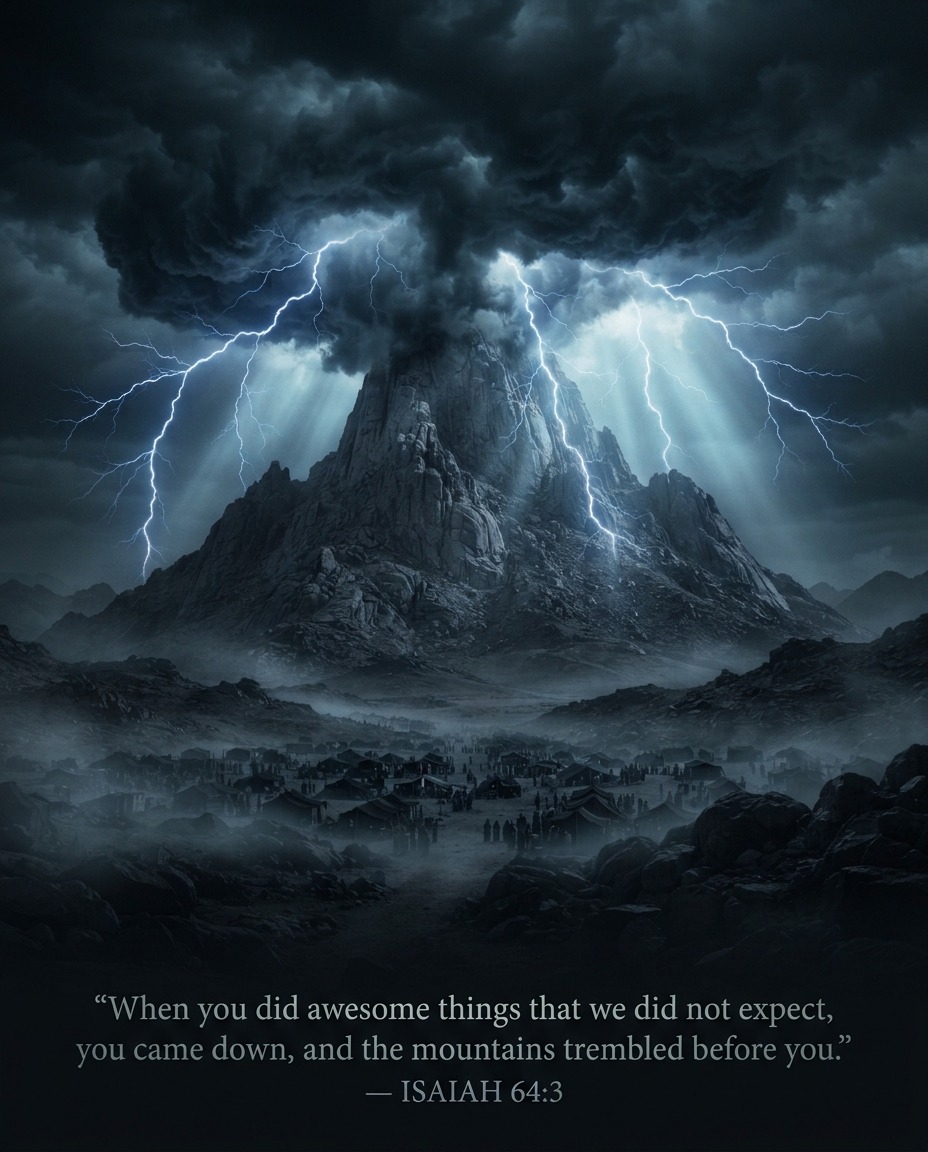 “When you did awesome things that we did not expect,
you came down, and the mountains trembled before you.”
— ISAIAH 64:3